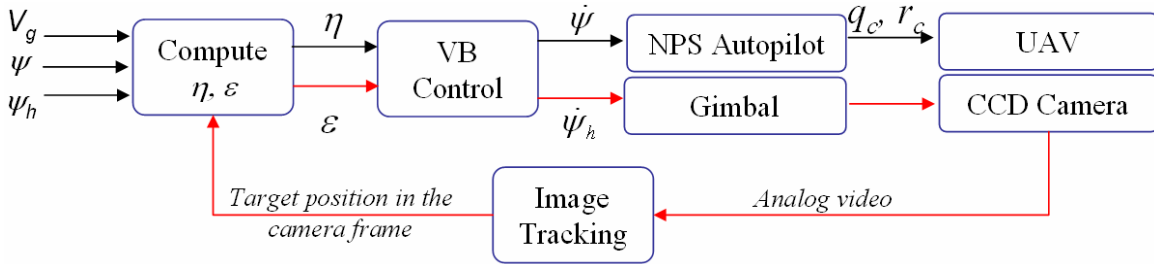 V_g
ψ
ψ_h
Compute
η, ε
η
ε
VB
Control
ψ̇
ψ̇_h
NPS Autopilot
Gimbal
q_c, r_c
UAV
CCD Camera
Target position in the
camera frame
Image
Tracking
Analog video